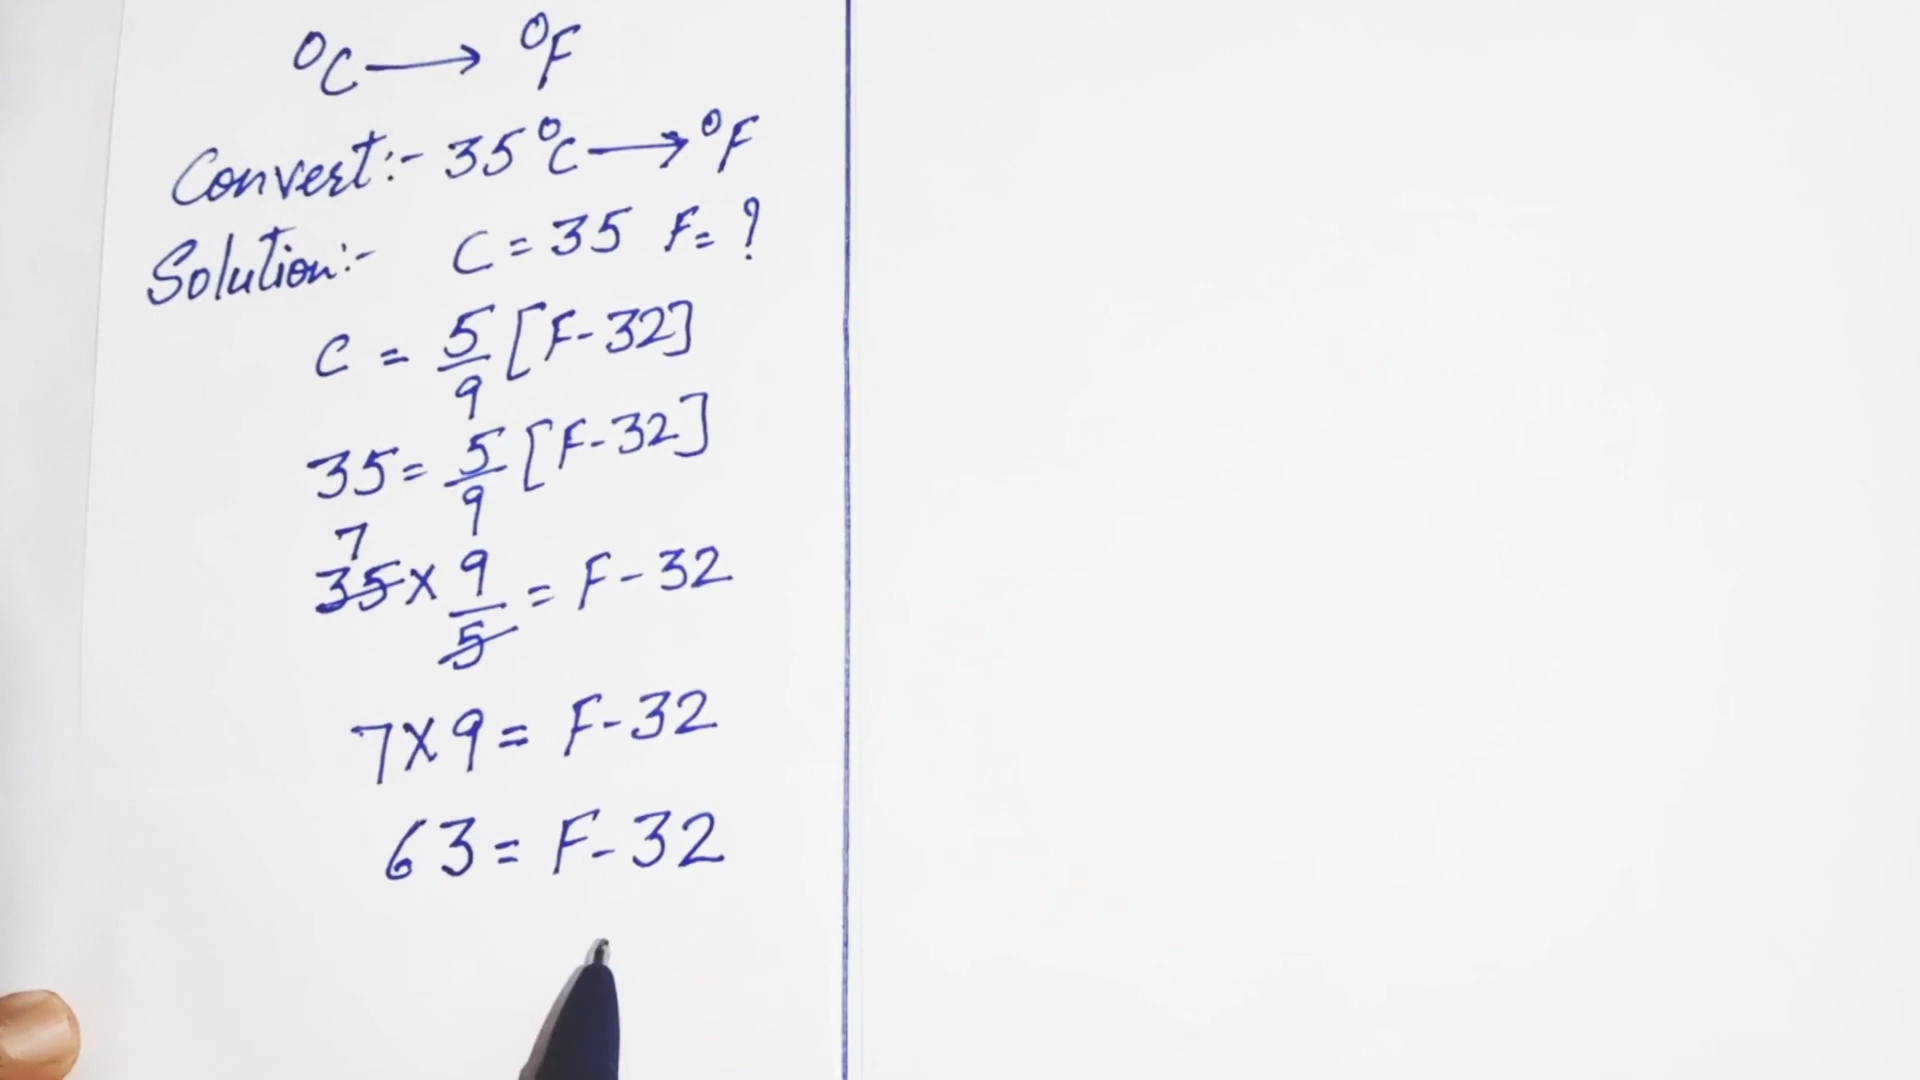 °C → °F
Convert:- 35°C → °F
Solution:- C = 35 F = ?
C = 5/9 [F-32]
35 = 5/9 [F-32]
7
35 × 9/5 = F - 32
7 × 9 = F - 32
63 = F - 32